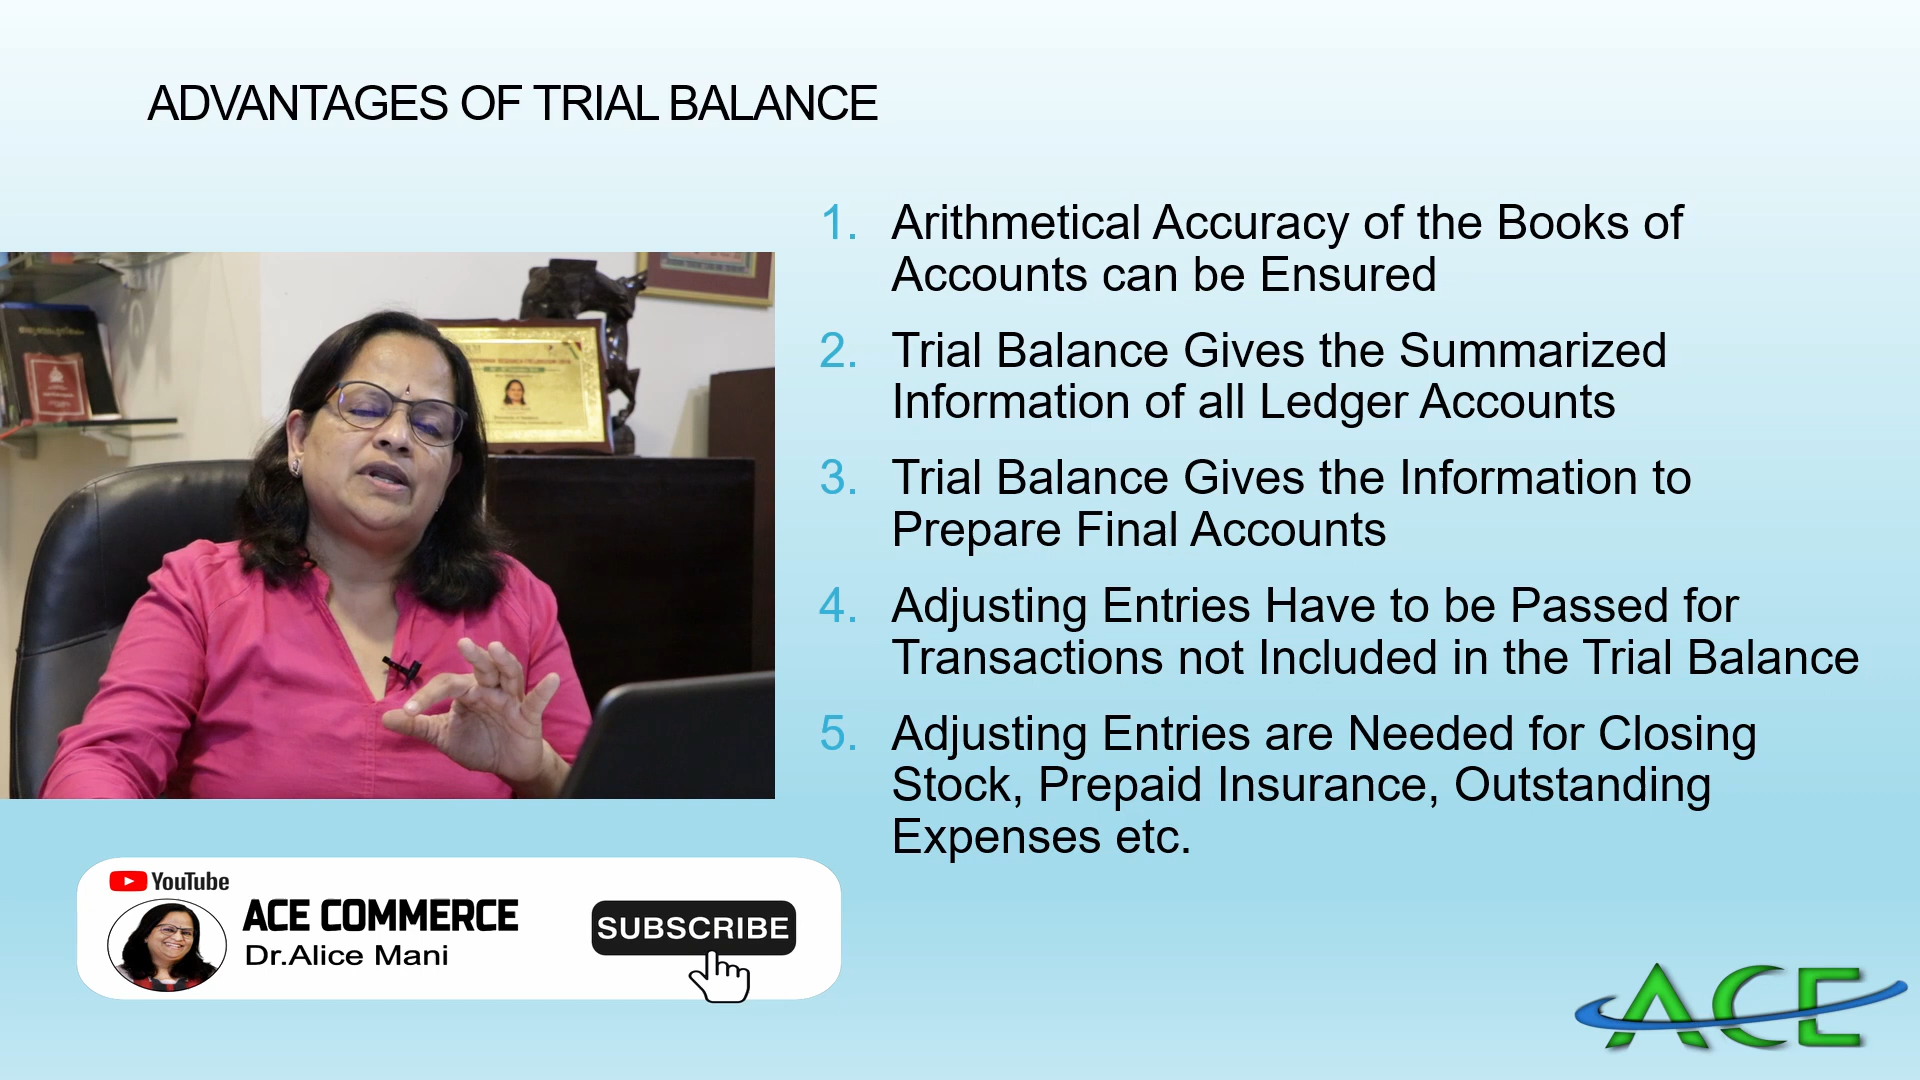 ADVANTAGES OF TRIAL BALANCE
1. Arithmetical Accuracy of the Books of
Accounts can be Ensured
2. Trial Balance Gives the Summarized
Information of all Ledger Accounts
3. Trial Balance Gives the Information to
Prepare Final Accounts
4. Adjusting Entries Have to be Passed for
Transactions not Included in the Trial Balance
5. Adjusting Entries are Needed for Closing
Stock, Prepaid Insurance, Outstanding
Expenses etc.
YouTube
ACE COMMERCE
Dr.Alice Mani
SUBSCRIBE
ACE